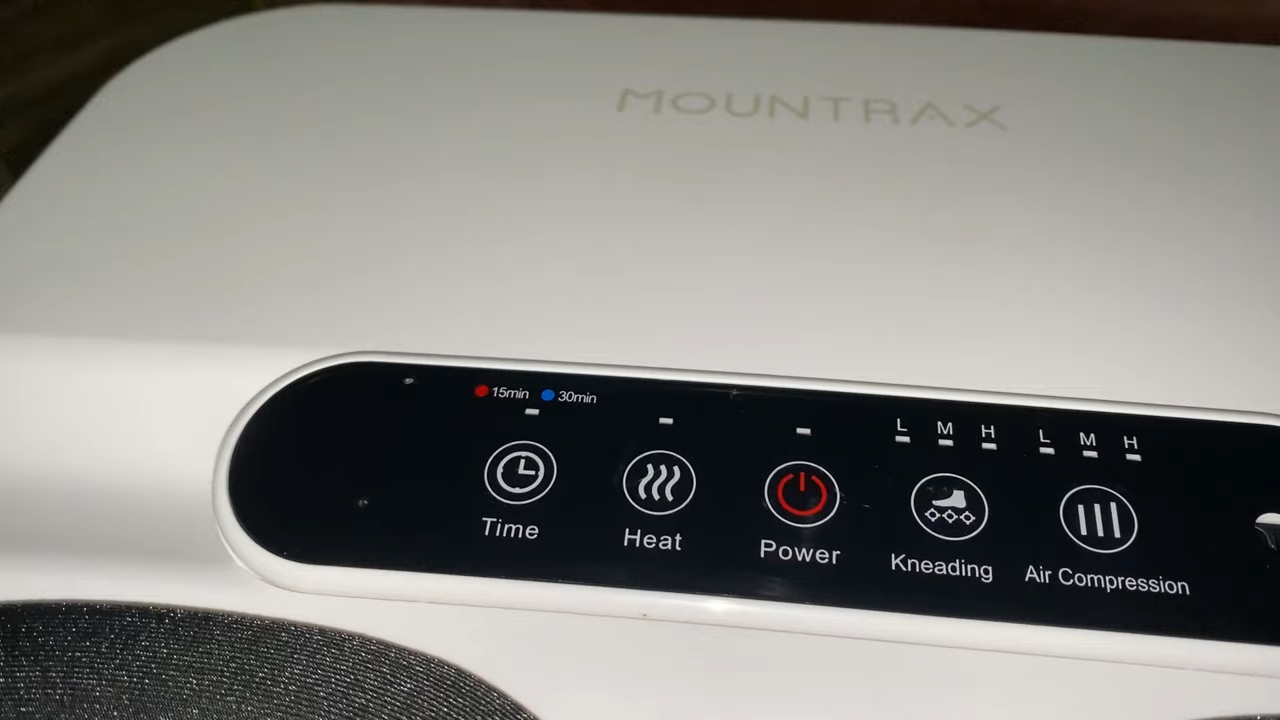 MOUNTRAX
15min 30min
L M H L M H
Time Heat Power Kneading Air Compression